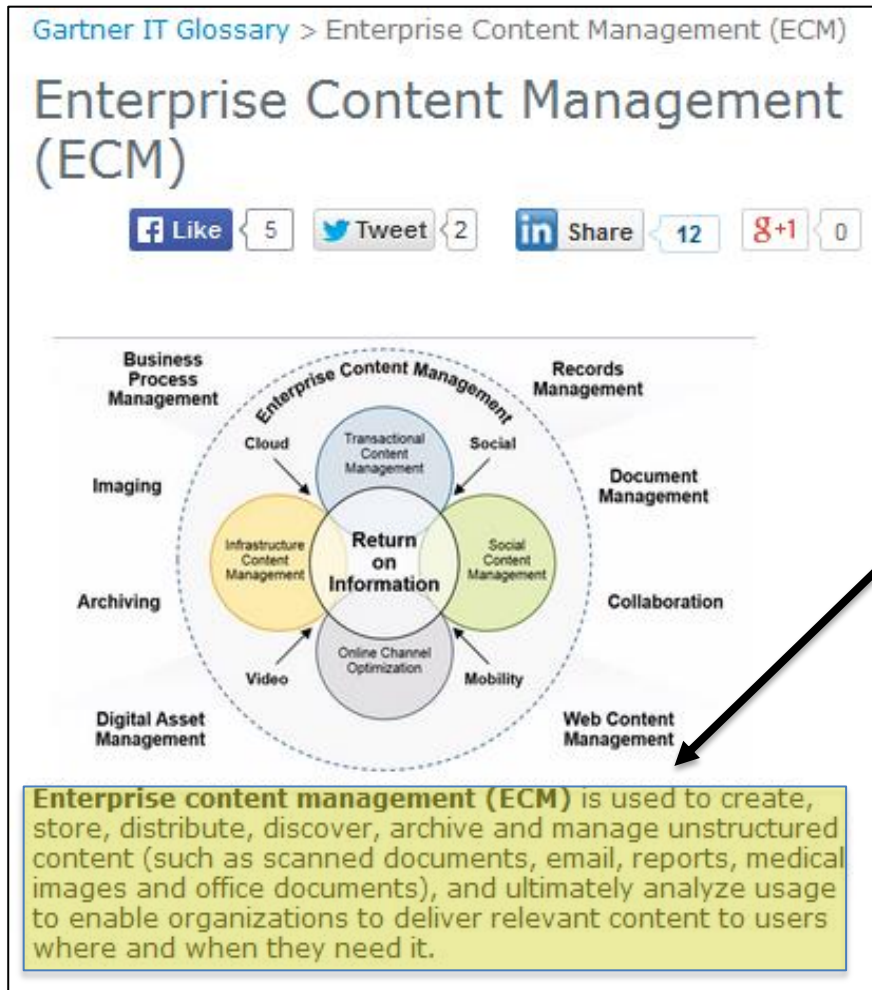 Gartner IT Glossary > Enterprise Content Management (ECM)
Enterprise Content Management
(ECM)
Like 5 Tweet 2 in Share 12 g+1 0
Business
Process
Management
Enterprise Content Management
Records
Management
Cloud
Transactional
Content
Management
Social
Imaging
Document
Management
Infrastructure
Content
Management
Return
on
Information
Social
Content
Management
Archiving
Collaboration
Video
Online Channel
Optimization
Mobility
Digital Asset
Management
Web Content
Management
Enterprise content management (ECM) is used to create,
store, distribute, discover, archive and manage unstructured
content (such as scanned documents, email, reports, medical
images and office documents), and ultimately analyze usage
to enable organizations to deliver relevant content to users
where and when they need it.